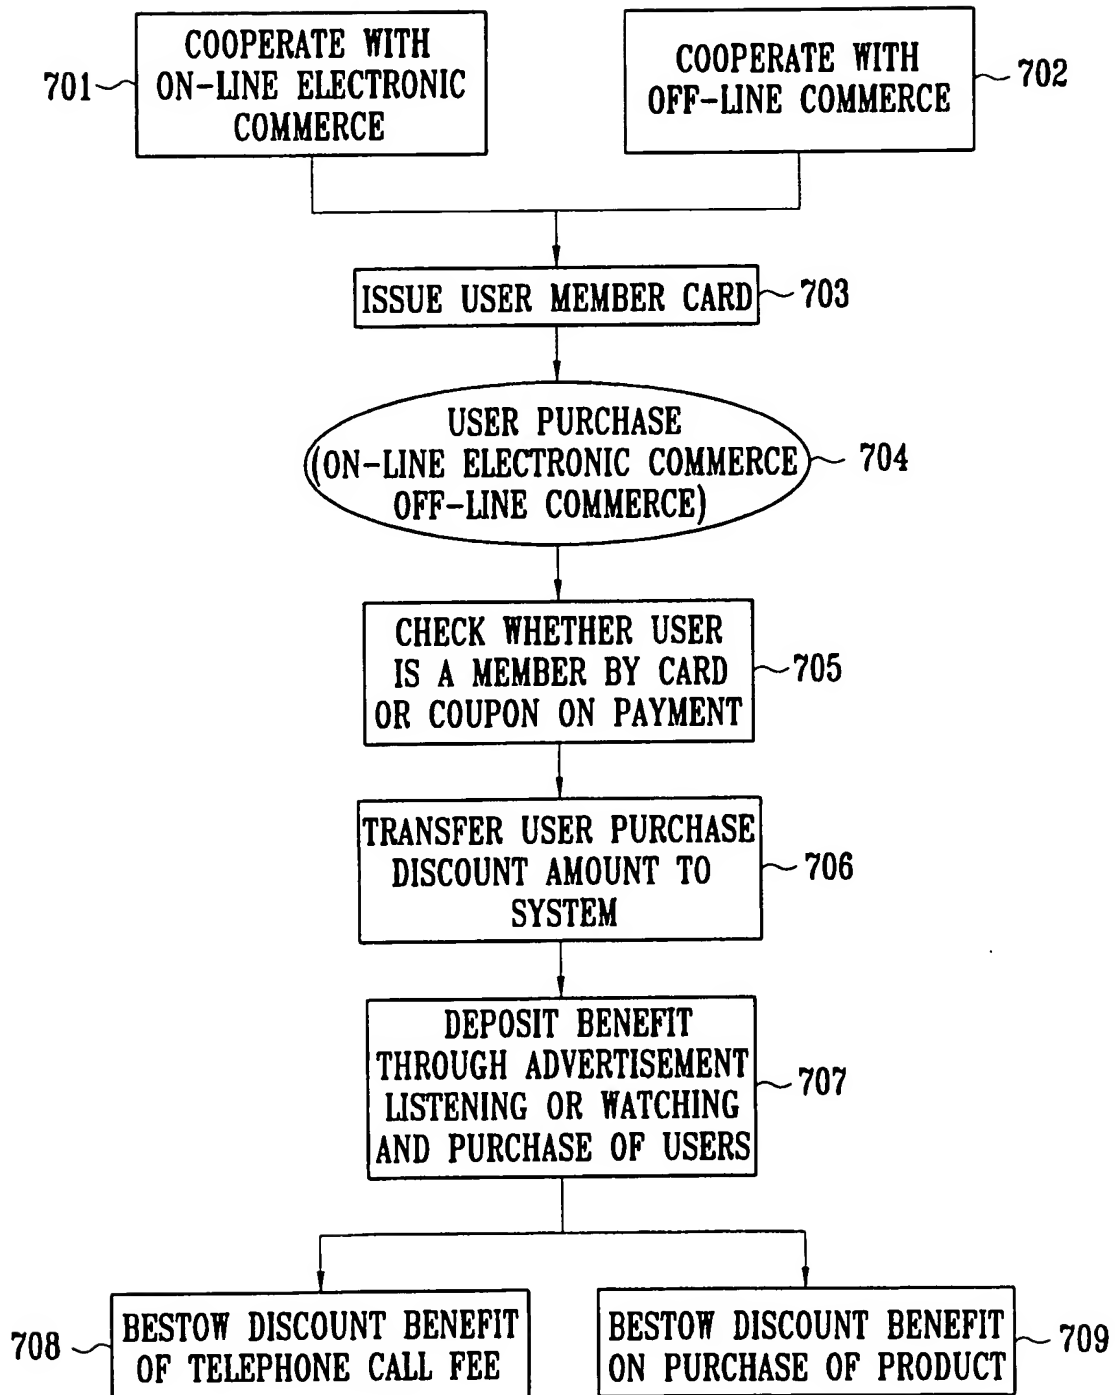 COOPERATE WITH
ON-LINE ELECTRONIC
COMMERCE
701
COOPERATE WITH
OFF-LINE COMMERCE
702
ISSUE USER MEMBER CARD
703
USER PURCHASE
(ON-LINE ELECTRONIC COMMERCE
OFF-LINE COMMERCE)
704
CHECK WHETHER USER
IS A MEMBER BY CARD
OR COUPON ON PAYMENT
705
TRANSFER USER PURCHASE
DISCOUNT AMOUNT TO
SYSTEM
706
DEPOSIT BENEFIT
THROUGH ADVERTISEMENT
LISTENING OR WATCHING
AND PURCHASE OF USERS
707
708
BESTOW DISCOUNT BENEFIT
OF TELEPHONE CALL FEE
BESTOW DISCOUNT BENEFIT
ON PURCHASE OF PRODUCT
709